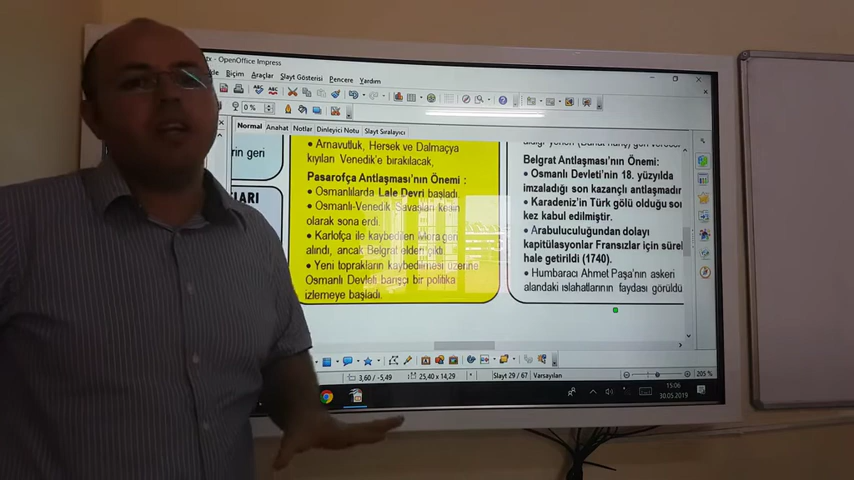 OpenOffice Impress
Biçim Araçlar Slayt Gösterisi Pencere Yardım
0 %
Normal Anahat Notlar Dinleyici Notu Slayt Sıralayıcı
rin geri
ARI
• Arnavutluk, Hersek ve Dalmaçya
kıyıları Venedik'e bırakılacak,
Pasarofça Antlaşması'nın Önemi :
• Osmanlılarda Lale Devri başladı.
• Osmanlı-Venedik Savaşları kesin
olarak sona erdi.
• Karlofça ile kaybedilen Mora geri
alındı, ancak Belgrat elden çıktı.
• Yeni toprakların kaybedilmesi üzerine
Osmanlı Devleti barışçı bir politika
izlemeye başladı.
Belgrat Antlaşması'nın Önemi:
• Osmanlı Devleti'nin 18. yüzyılda
imzaladığı son kazançlı antlaşmadır
• Karadeniz'in Türk gölü olduğu son
kez kabul edilmiştir.
• Arabuluculuğundan dolayı
kapitülasyonlar Fransızlar için sürel
hale getirildi (1740).
• Humbaracı Ahmet Paşa'nın askeri
alandaki ıslahatlarının faydası görüldü
3,60 / -5,49 25,40 x 14,29 Slayt 29 / 67 Varsayılan 205 %
15:06
30.05.2019